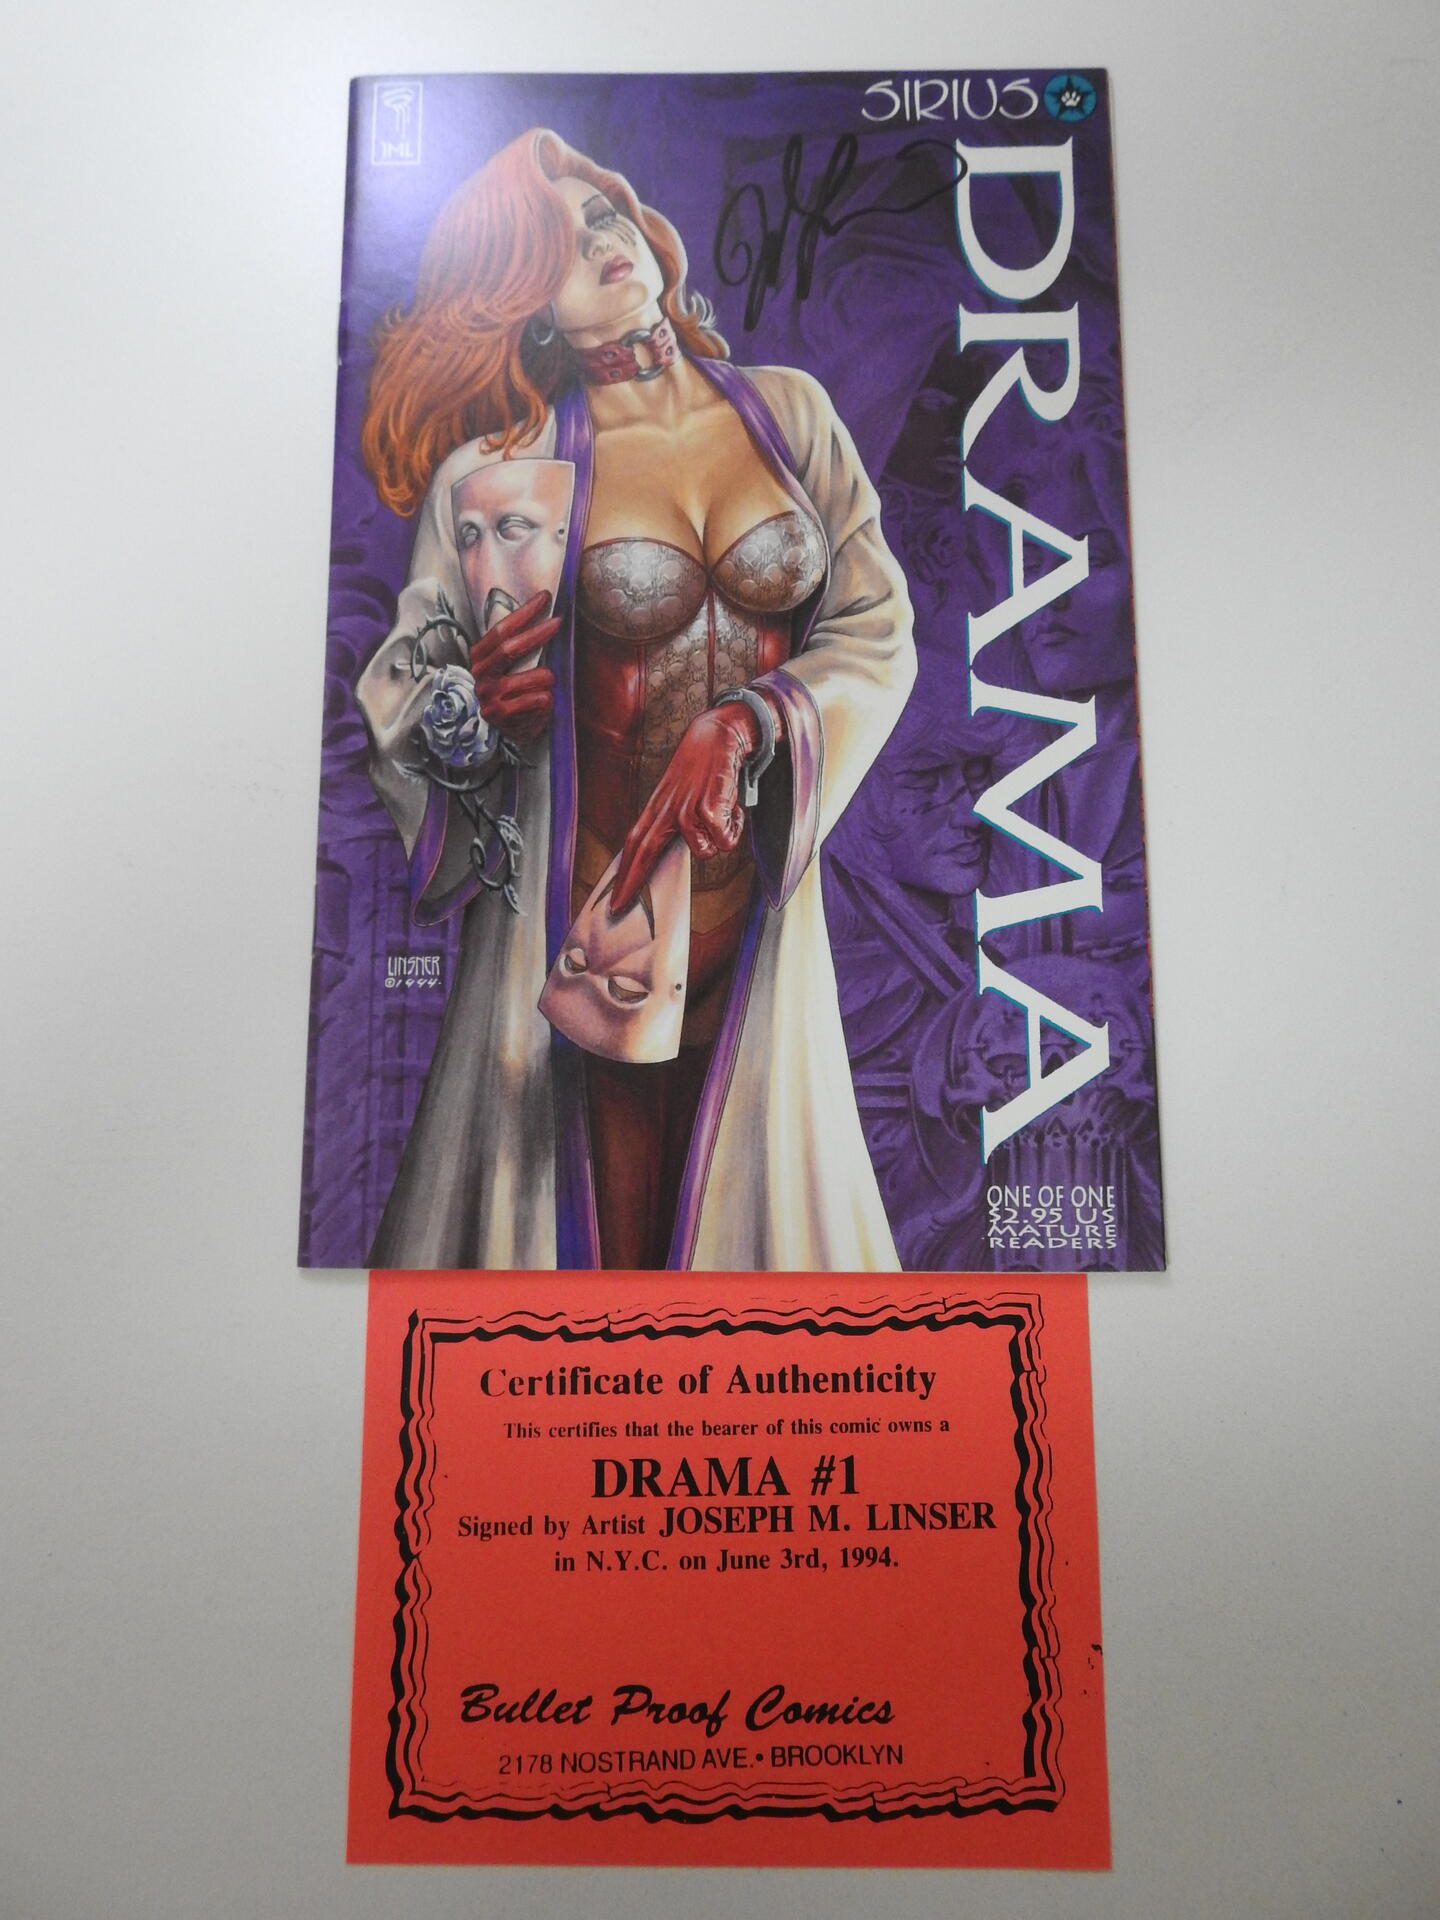 JML
SIRIUS
DRAMA
LINSNER
©1994.
ONE OF ONE
$2.95 US
MATURE
READERS
Certificate of Authenticity
This certifies that the bearer of this comic owns a
DRAMA #1
Signed by Artist JOSEPH M. LINSER
in N.Y.C. on June 3rd, 1994.
Bullet Proof Comics
2178 NOSTRAND AVE. • BROOKLYN